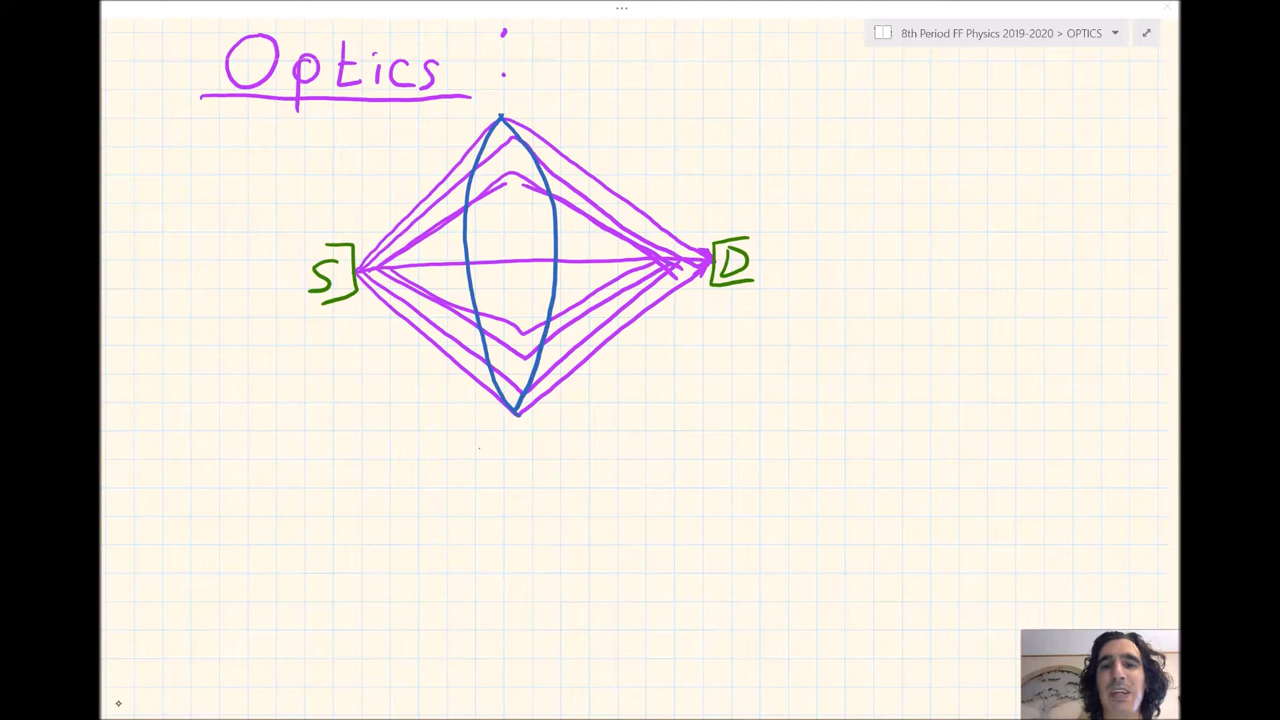 ...
8th Period FF Physics 2019-2020 > OPTICS
Optics :
S
D